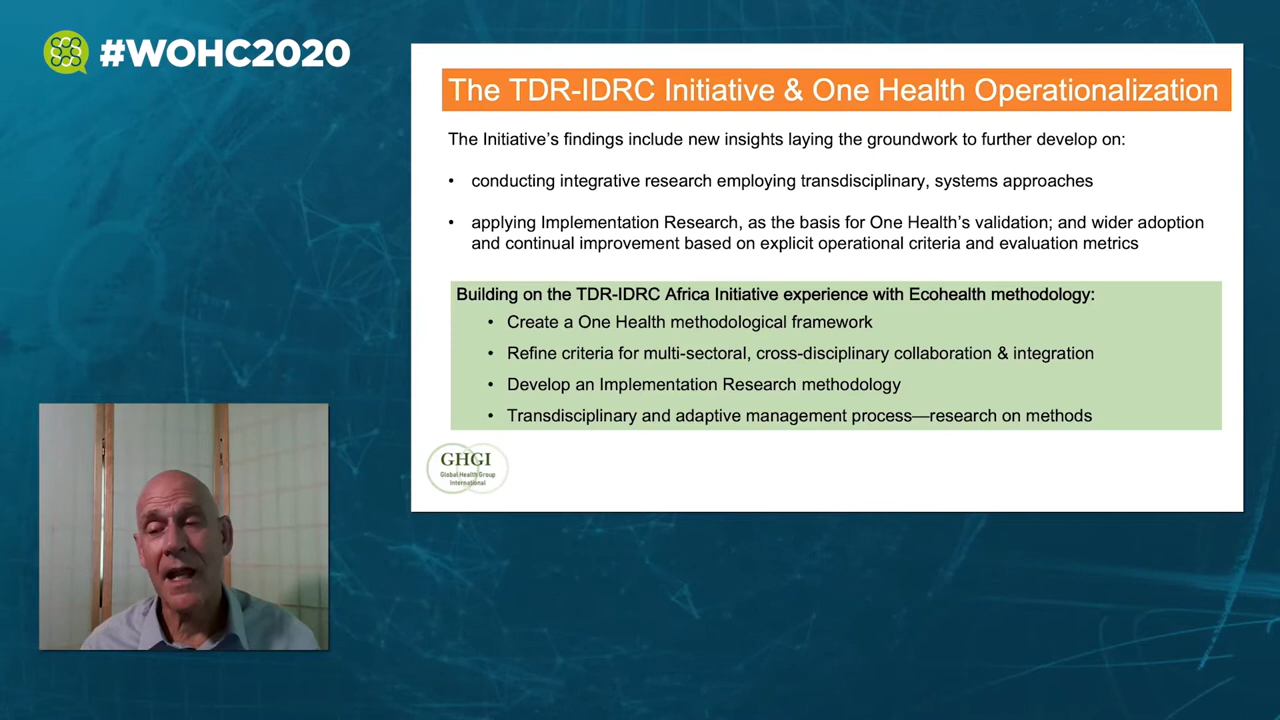 #WOHC2020
The TDR-IDRC Initiative & One Health Operationalization
The Initiative's findings include new insights laying the groundwork to further develop on:
• conducting integrative research employing transdisciplinary, systems approaches
• applying Implementation Research, as the basis for One Health's validation; and wider adoption
and continual improvement based on explicit operational criteria and evaluation metrics
Building on the TDR-IDRC Africa Initiative experience with Ecohealth methodology:
• Create a One Health methodological framework
• Refine criteria for multi-sectoral, cross-disciplinary collaboration & integration
• Develop an Implementation Research methodology
• Transdisciplinary and adaptive management process—research on methods
GHGI
Global Health Group
International